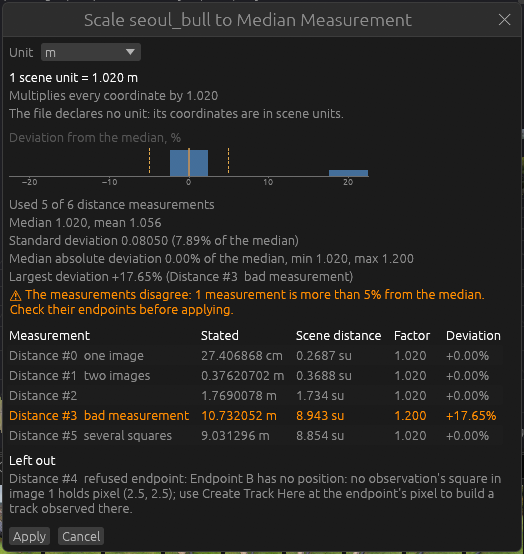 Scale seoul_bull to Median Measurement
Unit m
1 scene unit = 1.020 m
Multiplies every coordinate by 1.020
The file declares no unit: its coordinates are in scene units.
Deviation from the median, %
-20 -10 0 10 20
Used 5 of 6 distance measurements
Median 1.020, mean 1.056
Standard deviation 0.08050 (7.89% of the median)
Median absolute deviation 0.00% of the median, min 1.020, max 1.200
Largest deviation +17.65% (Distance #3 bad measurement)
⚠ The measurements disagree: 1 measurement is more than 5% from the median.
Check their endpoints before applying.
Measurement Stated Scene distance Factor Deviation
Distance #0 one image 27.406868 cm 0.2687 su 1.020 +0.00%
Distance #1 two images 0.37620702 m 0.3688 su 1.020 +0.00%
Distance #2 1.7690078 m 1.734 su 1.020 +0.00%
Distance #3 bad measurement 10.732052 m 8.943 su 1.200 +17.65%
Distance #5 several squares 9.031296 m 8.854 su 1.020 +0.00%
Left out
Distance #4 refused endpoint: Endpoint B has no position: no observation's square in
image 1 holds pixel (2.5, 2.5); use Create Track Here at the endpoint's pixel to build a
track observed there.
Apply Cancel